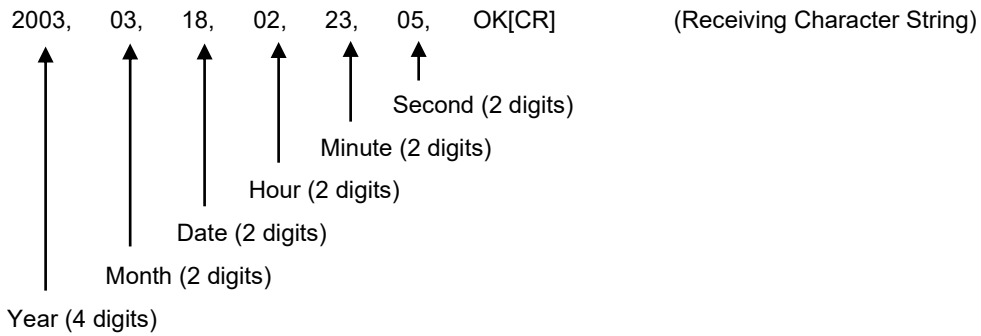 2003, 03, 18, 02, 23, 05, OK[CR] (Receiving Character String)
Second (2 digits)
Minute (2 digits)
Hour (2 digits)
Date (2 digits)
Month (2 digits)
Year (4 digits)